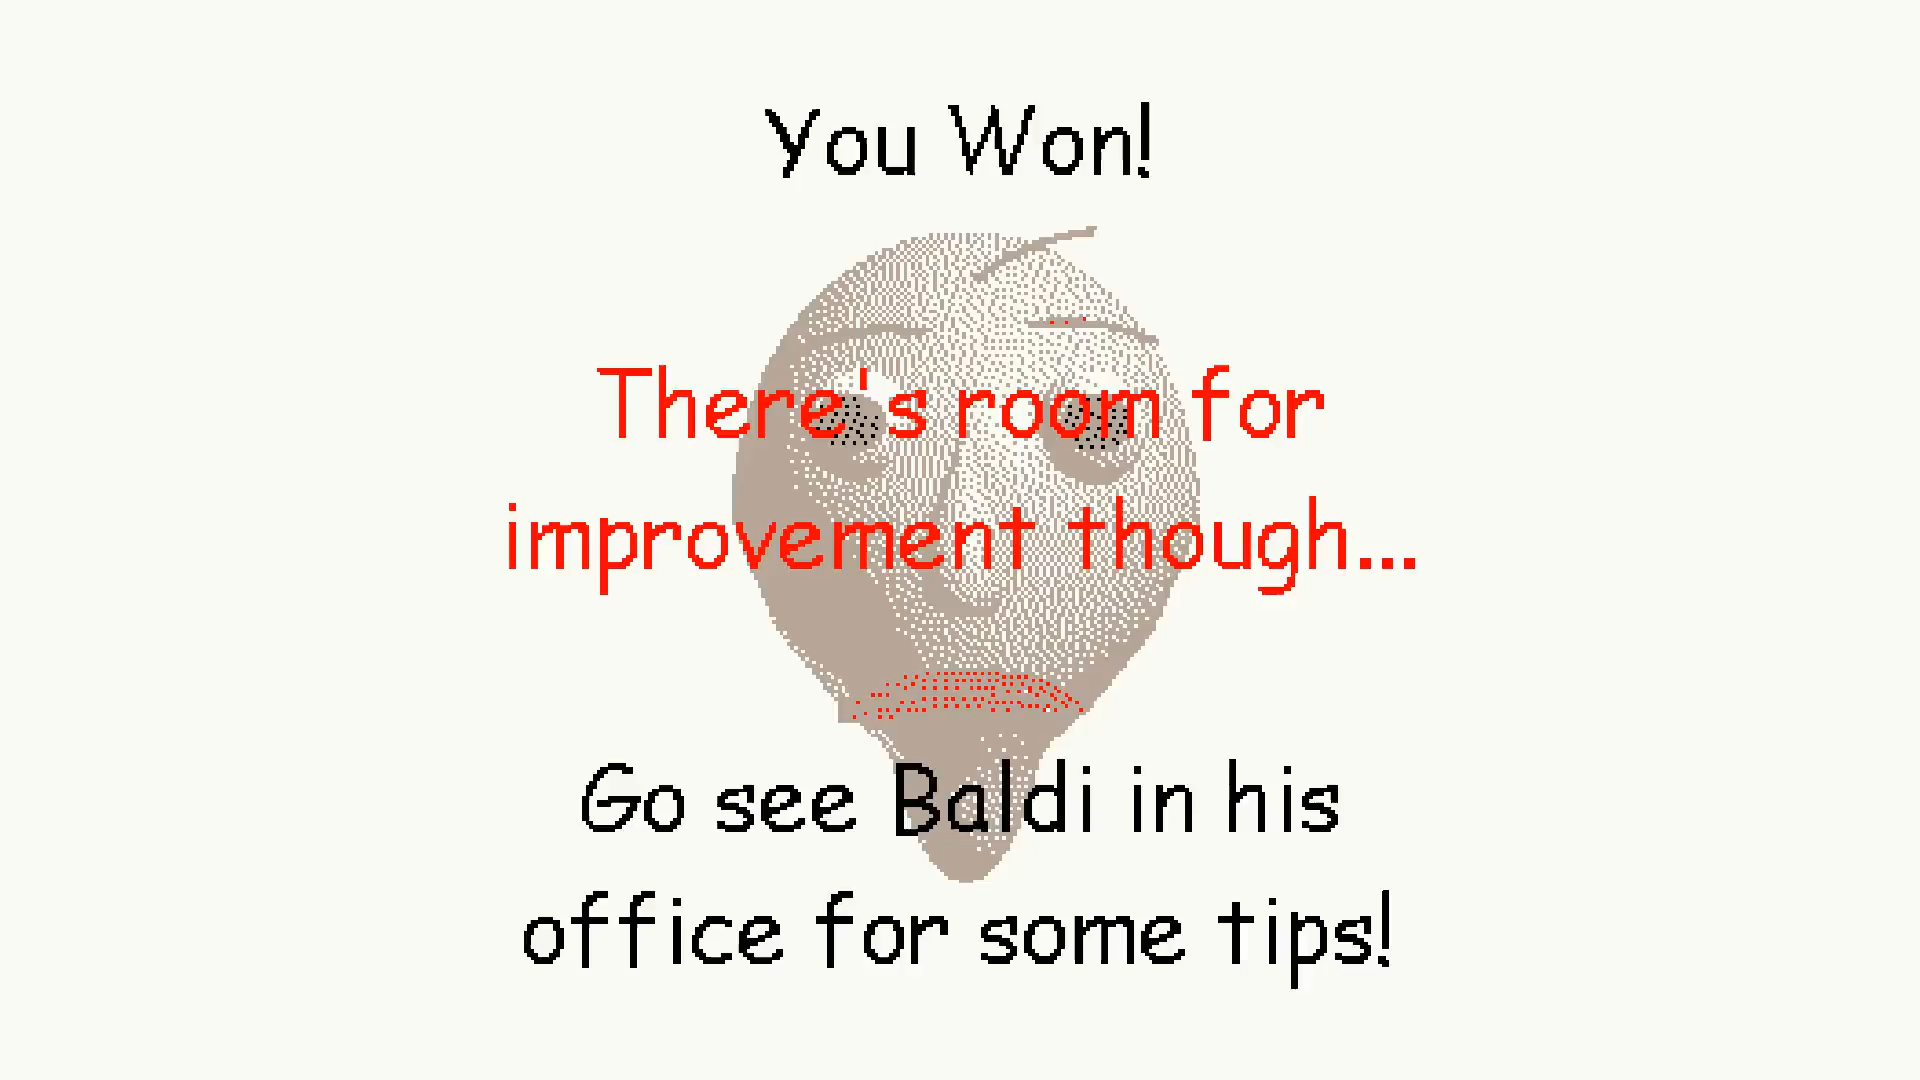 You Won!
There's room for
improvement though...
Go see Baldi in his
office for some tips!